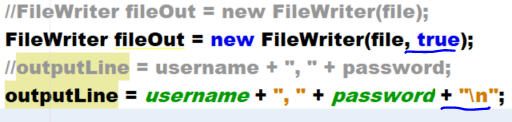 //FileWriter fileOut = new FileWriter(file);
FileWriter fileOut = new FileWriter(file, true);
//outputLine = username + ", " + password;
outputLine = username + ", " + password + "\n";